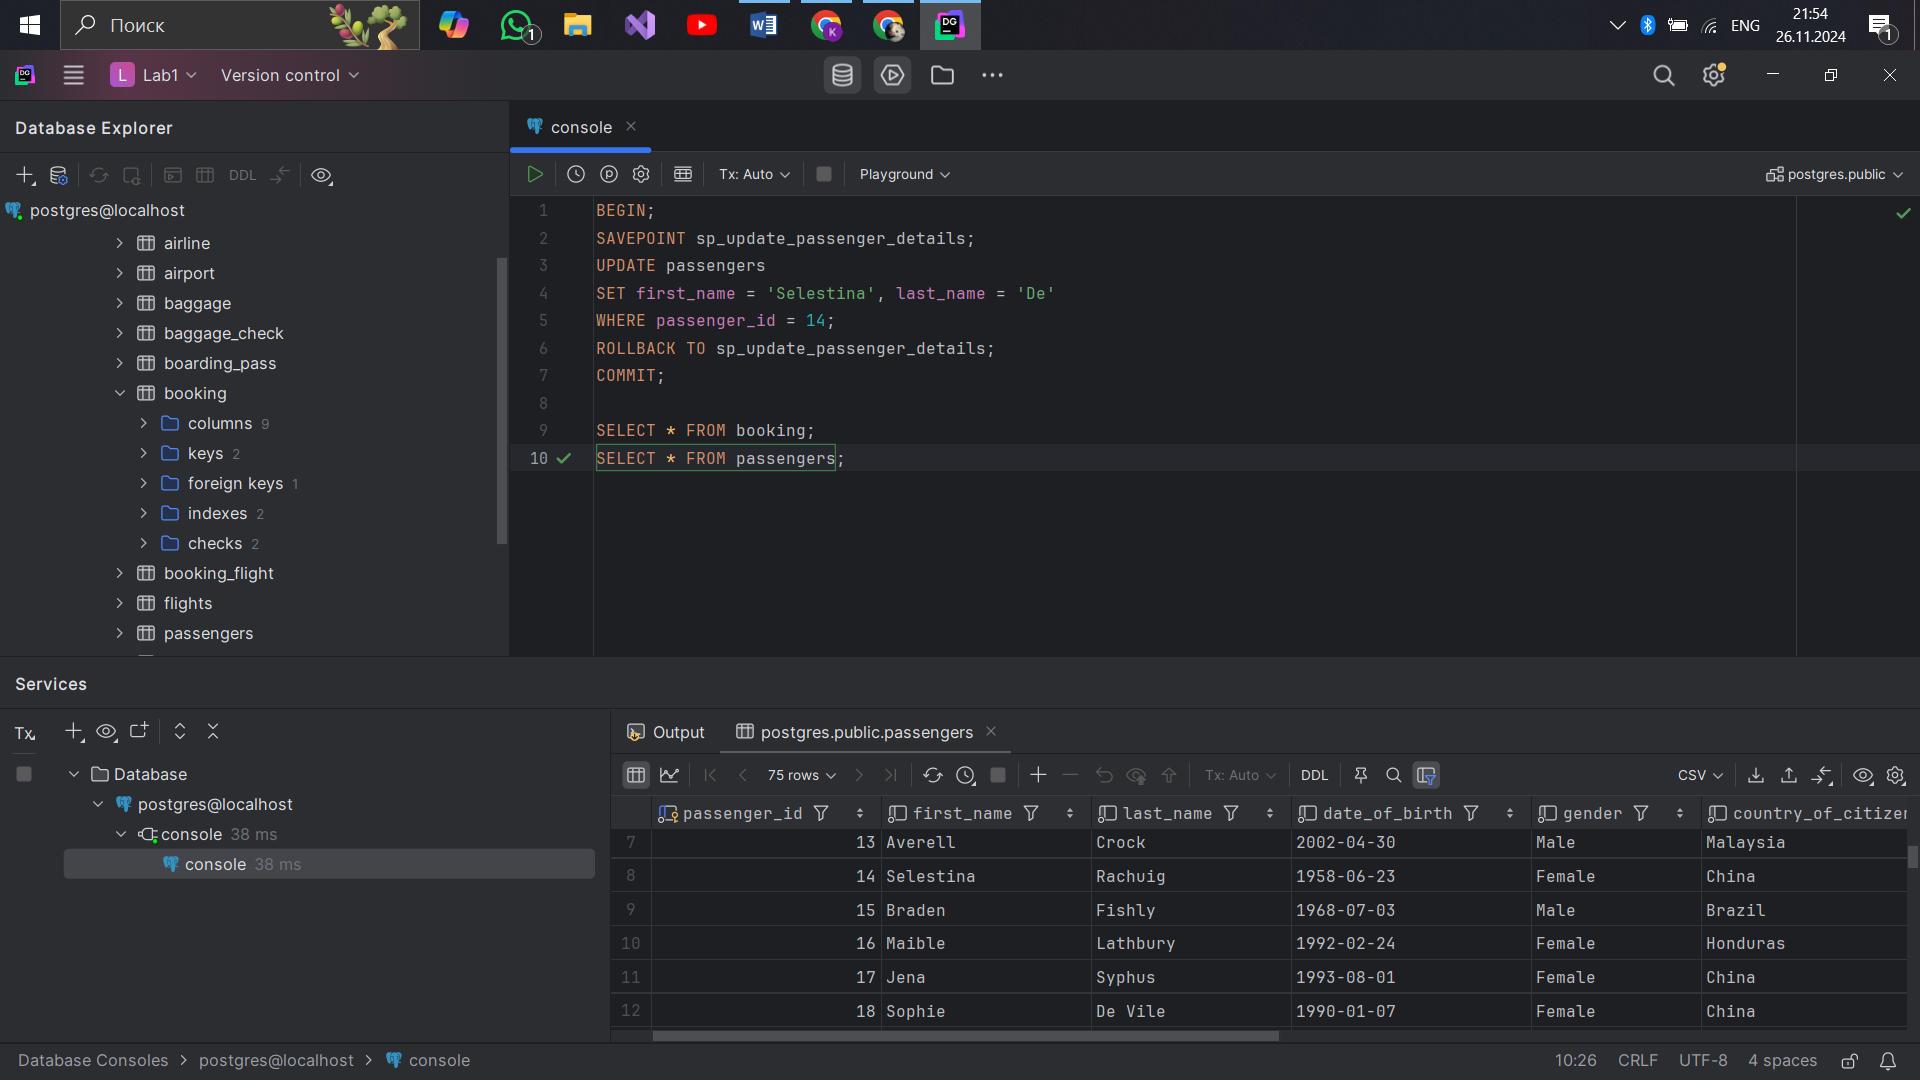 Поиск
1
ENG
21:54
26.11.2024
1
L Lab1
Version control
Database Explorer
console
DDL
Tx: Auto
Playground
postgres.public
postgres@localhost
airline
airport
baggage
baggage_check
boarding_pass
booking
columns 9
keys 2
foreign keys 1
indexes 2
checks 2
booking_flight
flights
passengers
1 BEGIN;
2 SAVEPOINT sp_update_passenger_details;
3 UPDATE passengers
4 SET first_name = 'Selestina', last_name = 'De'
5 WHERE passenger_id = 14;
6 ROLLBACK TO sp_update_passenger_details;
7 COMMIT;
8
9 SELECT * FROM booking;
10 SELECT * FROM passengers;
Services
Tx
Database
postgres@localhost
console 38 ms
console 38 ms
Output
postgres.public.passengers
75 rows
Tx: Auto
DDL
CSV
passenger_id first_name last_name date_of_birth gender country_of_citizen
7 13 Averell Crock 2002-04-30 Male Malaysia
8 14 Selestina Rachuig 1958-06-23 Female China
9 15 Braden Fishly 1968-07-03 Male Brazil
10 16 Maible Lathbury 1992-02-24 Female Honduras
11 17 Jena Syphus 1993-08-01 Female China
12 18 Sophie De Vile 1990-01-07 Female China
Database Consoles > postgres@localhost > console
10:26 CRLF UTF-8 4 spaces